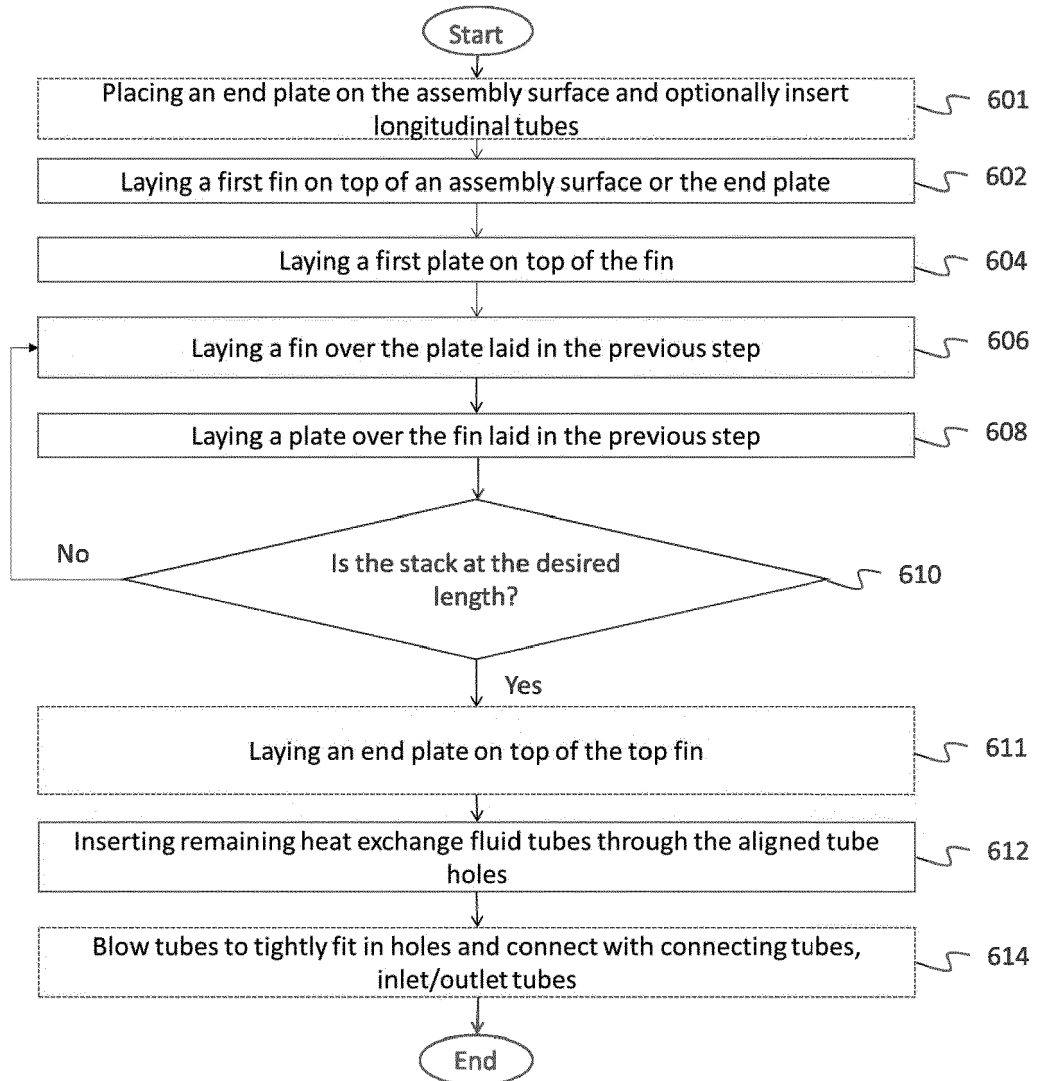 Start
Placing an end plate on the assembly surface and optionally insert
longitudinal tubes
601
Laying a first fin on top of an assembly surface or the end plate
602
Laying a first plate on top of the fin
604
Laying a fin over the plate laid in the previous step
606
Laying a plate over the fin laid in the previous step
608
No
Is the stack at the desired
length?
610
Yes
Laying an end plate on top of the top fin
611
Inserting remaining heat exchange fluid tubes through the aligned tube
holes
612
Blow tubes to tightly fit in holes and connect with connecting tubes,
inlet/outlet tubes
614
End